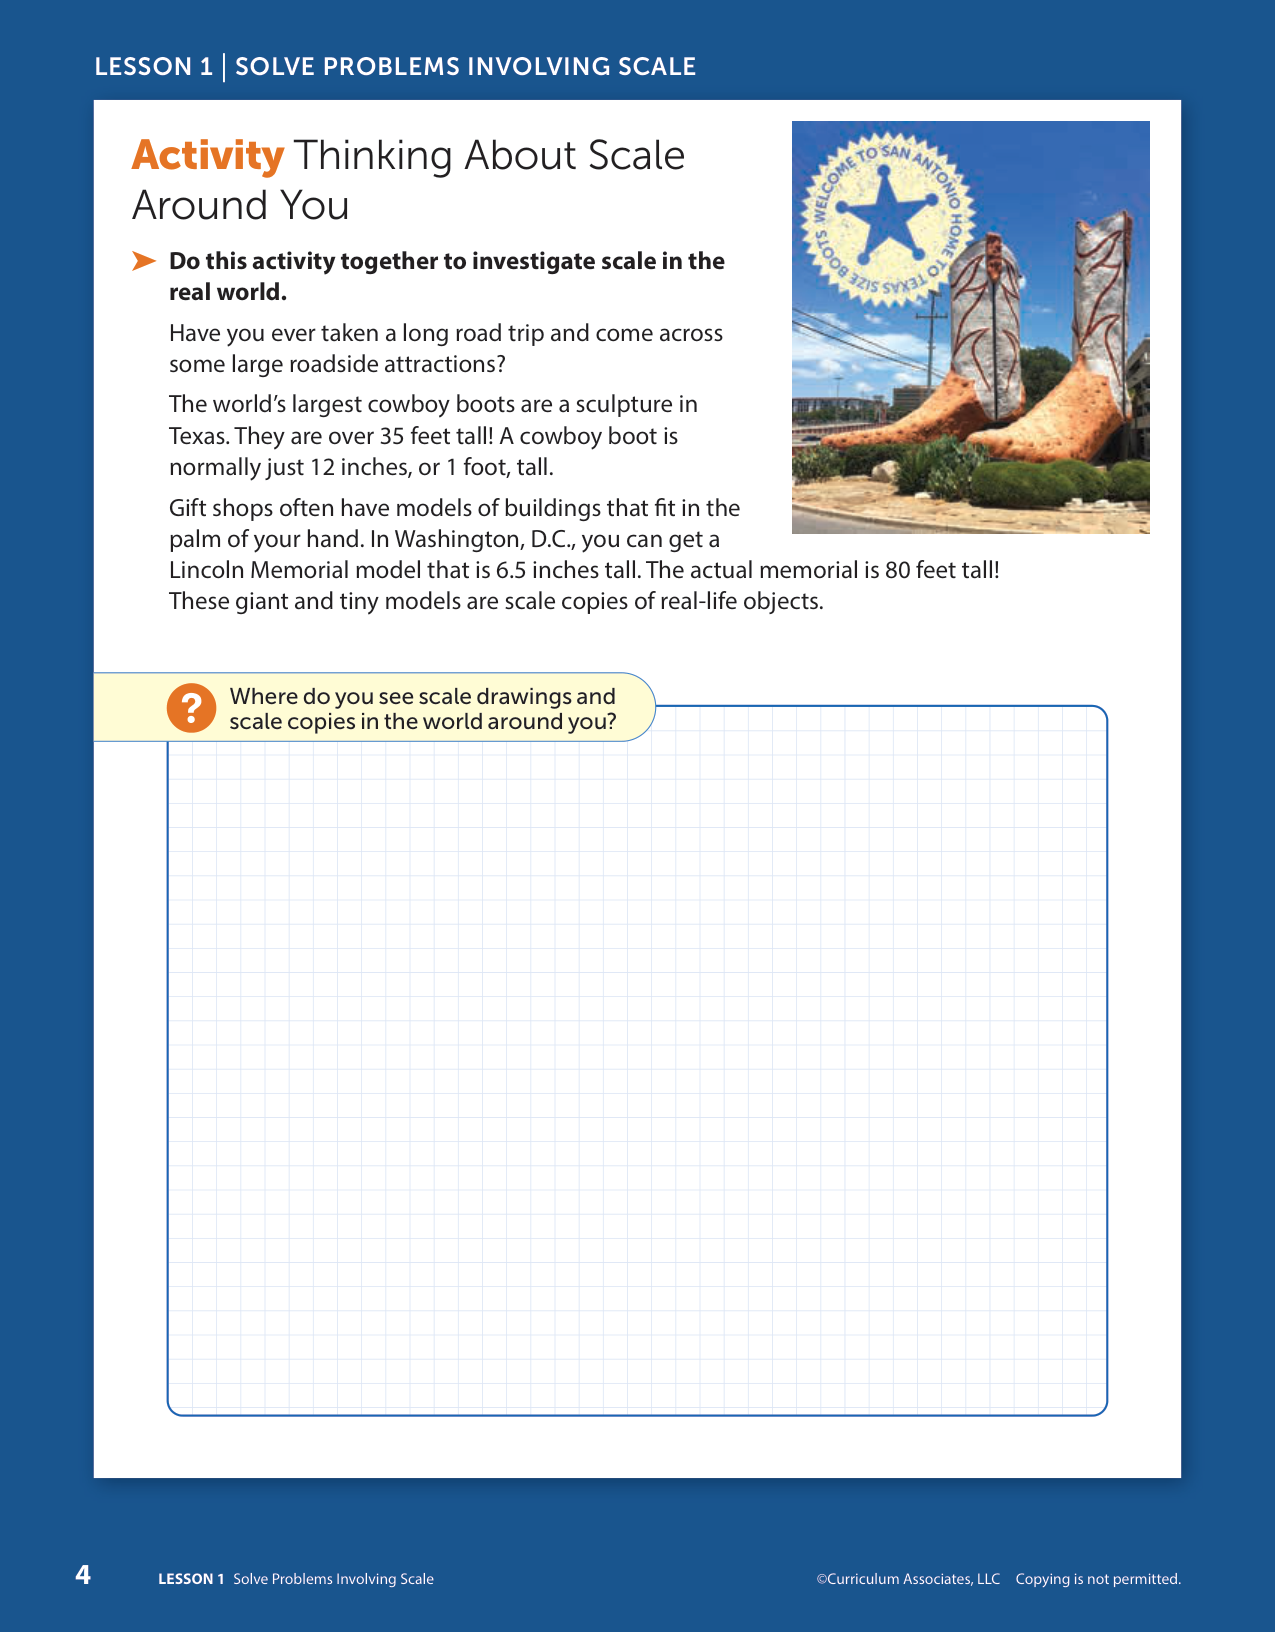 LESSON 1 | SOLVE PROBLEMS INVOLVING SCALE
Activity Thinking About Scale
Around You
Do this activity together to investigate scale in the
real world.
Have you ever taken a long road trip and come across
some large roadside attractions?
The world's largest cowboy boots are a sculpture in
Texas. They are over 35 feet tall! A cowboy boot is
normally just 12 inches, or 1 foot, tall.
Gift shops often have models of buildings that fit in the
palm of your hand. In Washington, D.C., you can get a
Lincoln Memorial model that is 6.5 inches tall. The actual memorial is 80 feet tall!
These giant and tiny models are scale copies of real-life objects.
WELCOME TO SAN ANTONIO HOME TO TEXAS SIZE BOOTS
?
Where do you see scale drawings and
scale copies in the world around you?
4
LESSON 1 Solve Problems Involving Scale
©Curriculum Associates, LLC Copying is not permitted.